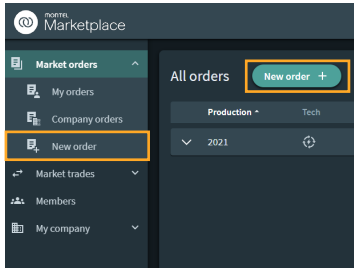 MONTEL
Marketplace
Market orders
My orders
Company orders
New order
Market trades
Members
My company
All orders
New order +
Production
Tech
2021